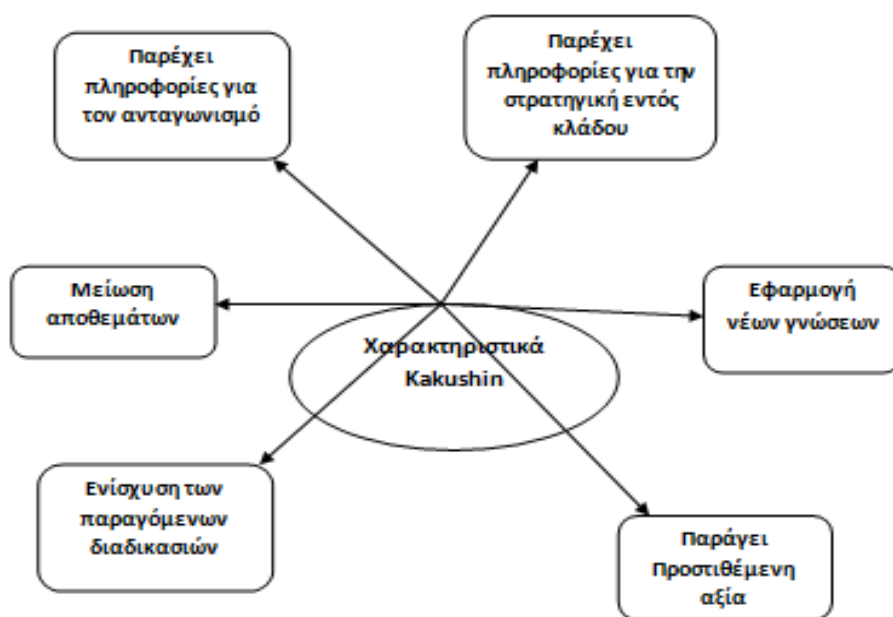 Παρέχει
πληροφορίες για
τον ανταγωνισμό
Παρέχει
πληροφορίες για την
στρατηγική εντός
κλάδου
Μείωση
αποθεμάτων
Εφαρμογή
νέων γνώσεων
Χαρακτηριστικά
Kakushin
Ενίσχυση των
παραγόμενων
διαδικασιών
Παράγει
Προστιθέμενη
αξία